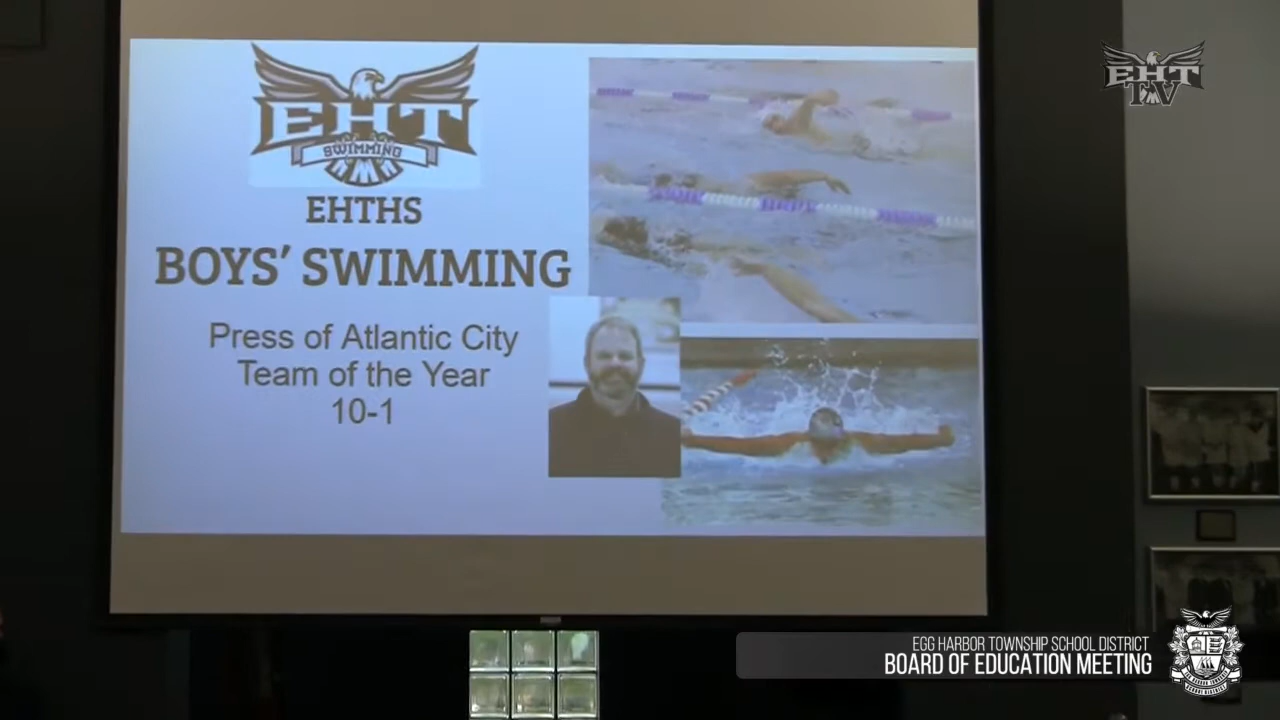 EHT
SWIMMING
EHTHS
BOYS' SWIMMING
Press of Atlantic City
Team of the Year
10-1
EHT
TV
EGG HARBOR TOWNSHIP SCHOOL DISTRICT
BOARD OF EDUCATION MEETING